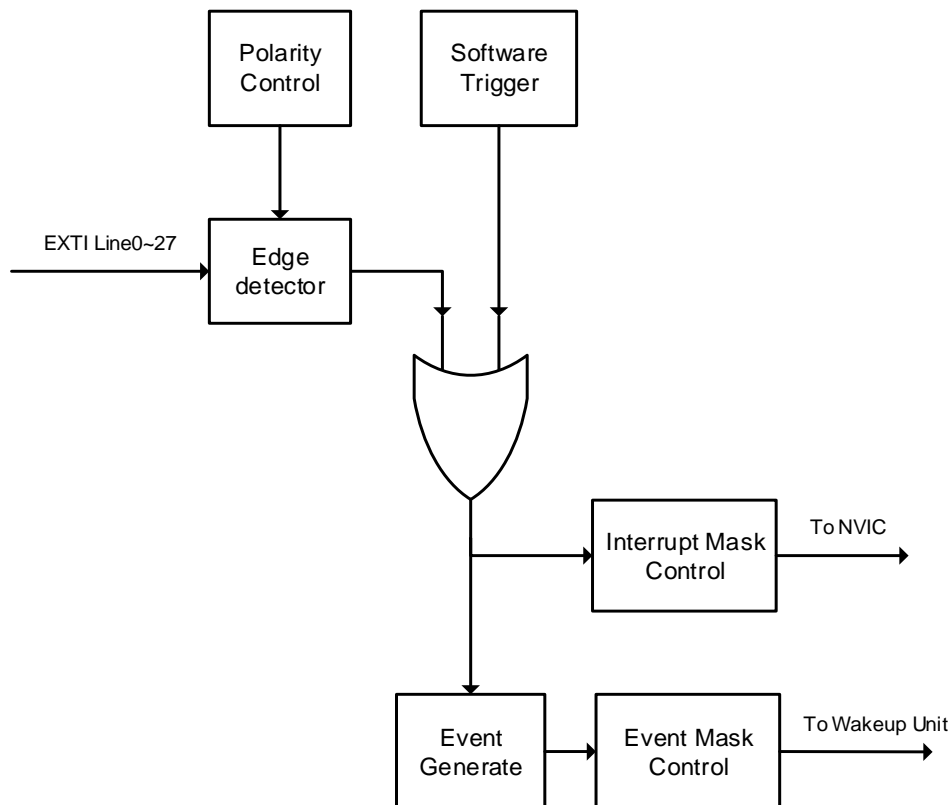 Polarity
Control
Software
Trigger
EXTI Line0~27
Edge
detector
To NVIC
Interrupt Mask
Control
To Wakeup Unit
Event
Generate
Event Mask
Control